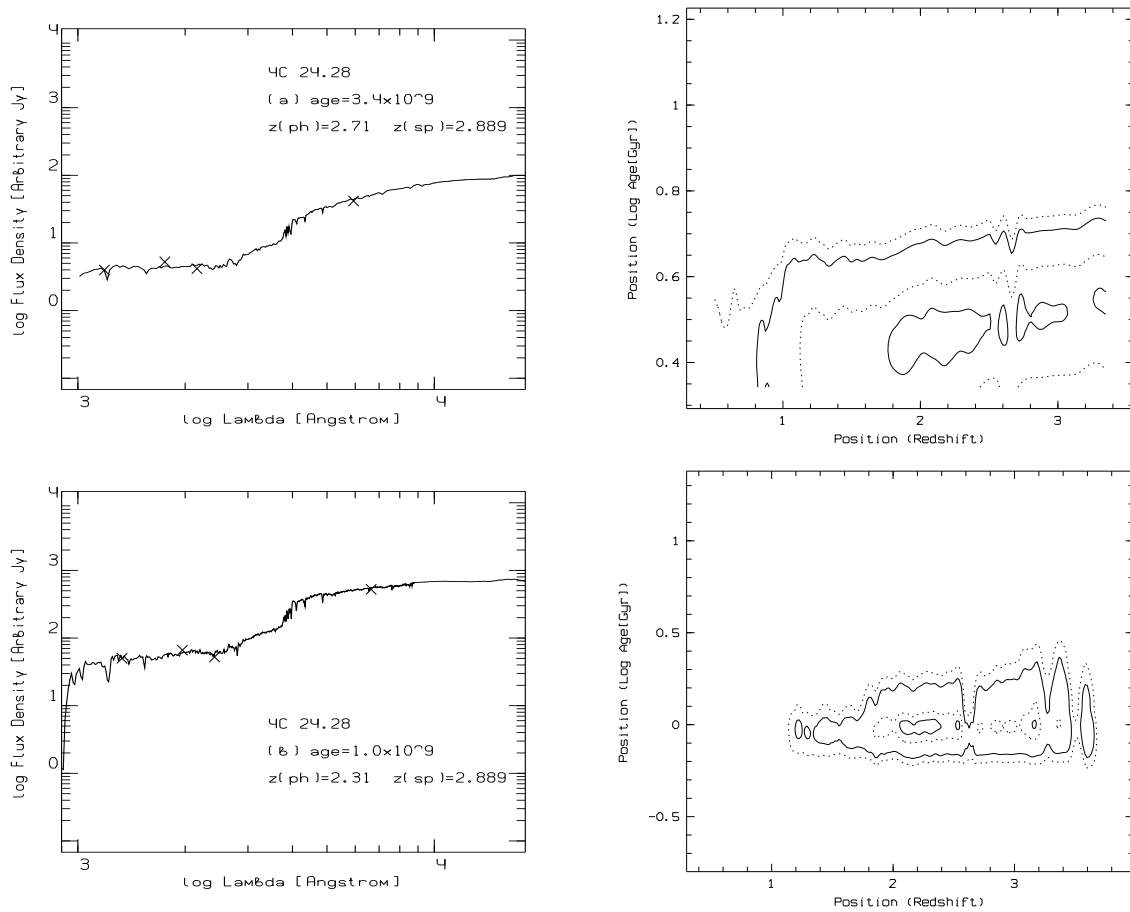 4
3
2
1
0
log Flux Density [Arbitrary Jy]
4C 24.28
(a) age=3.4x10^9
z(ph)=2.71 z(sp)=2.889
3 4
log Lambda [Angstrom]
1.2
1
0.8
0.6
0.4
Position (Log Age[Gyr])
1 2 3
Position (Redshift)
4
3
2
1
0
log Flux Density [Arbitrary Jy]
4C 24.28
(b) age=1.0x10^9
z(ph)=2.31 z(sp)=2.889
3 4
log Lambda [Angstrom]
1
0.5
0
-0.5
Position (Log Age[Gyr])
1 2 3
Position (Redshift)